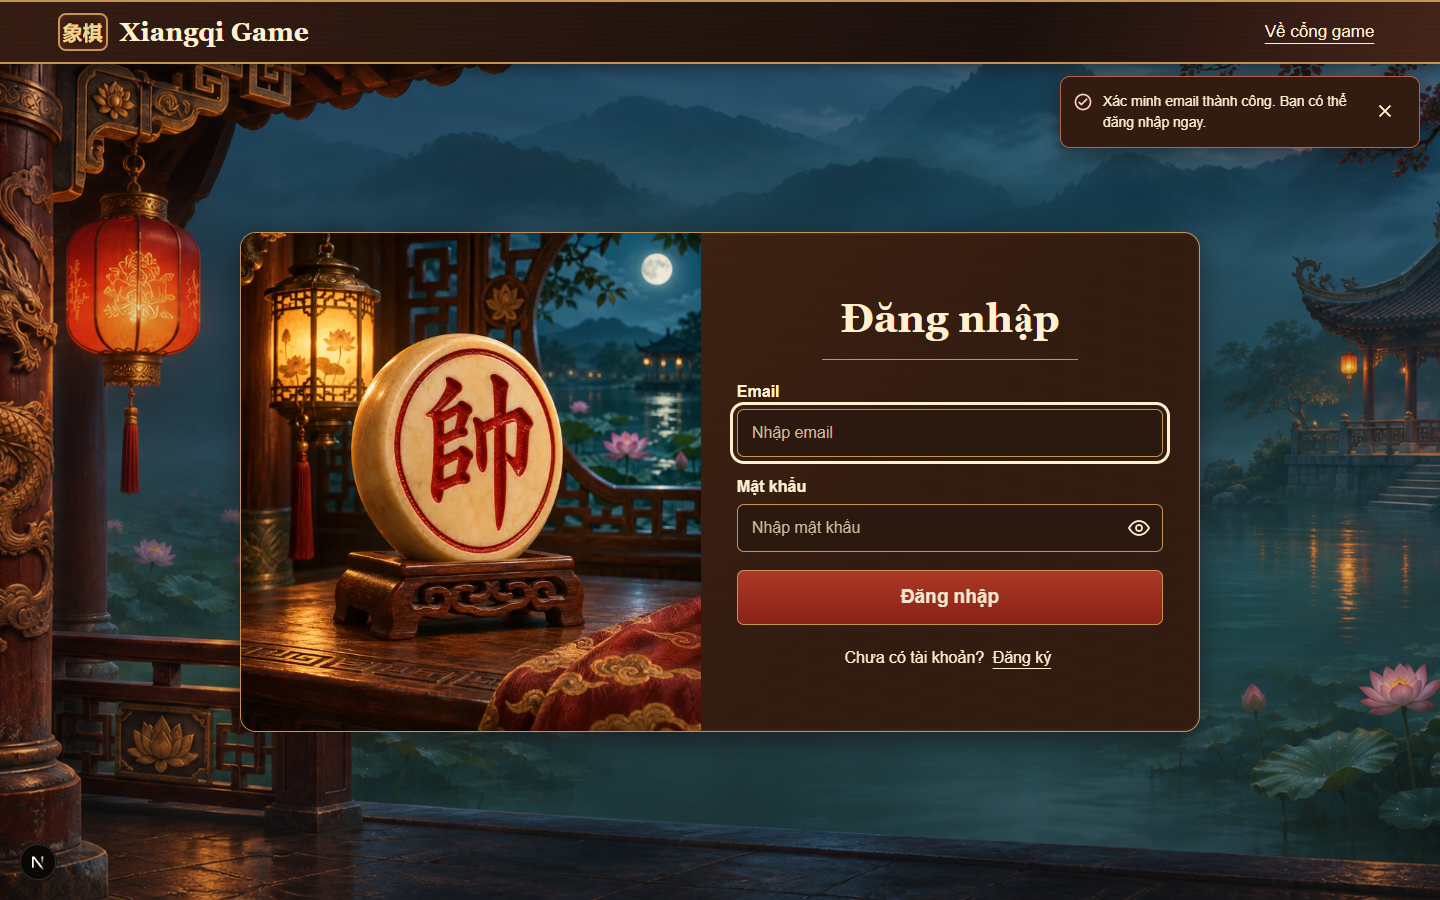 象棋 Xiangqi Game
Về cổng game
Xác minh email thành công. Bạn có thể
đăng nhập ngay.
帥
Đăng nhập
Email
Nhập email
Mật khẩu
Nhập mật khẩu
Đăng nhập
Chưa có tài khoản? Đăng ký
N